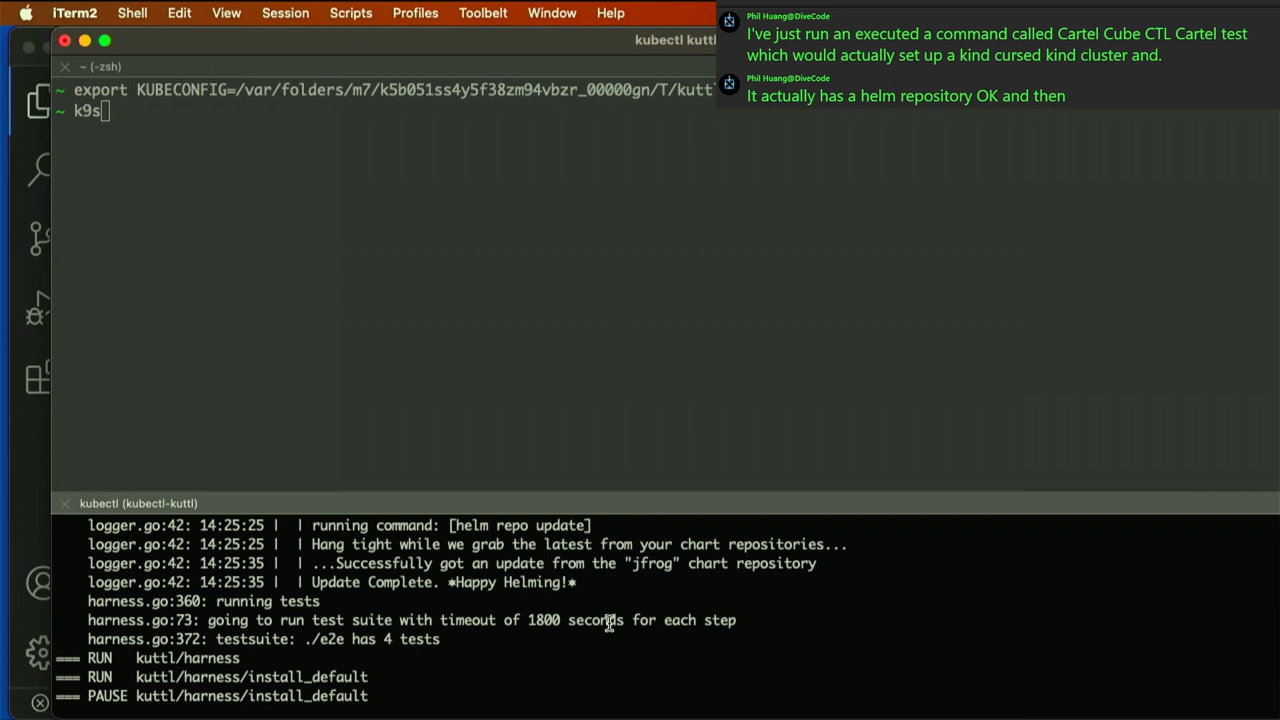 iTerm2 Shell Edit View Session Scripts Profiles Toolbelt Window Help
Phil Huang@DiveCode
I've just run an executed a command called Cartel Cube CTL Cartel test
which would actually set up a kind cursed kind cluster and.
Phil Huang@DiveCode
It actually has a helm repository OK and then
kubectl kuttl
~ (-zsh)
~ export KUBECONFIG=/var/folders/m7/k5b051ss4y5f38zm94vbzr_00000gn/T/kuttl
~ k9s
kubectl (kubectl-kuttl)
logger.go:42: 14:25:25 | | running command: [helm repo update]
logger.go:42: 14:25:25 | | Hang tight while we grab the latest from your chart repositories...
logger.go:42: 14:25:35 | | ...Successfully got an update from the "jfrog" chart repository
logger.go:42: 14:25:35 | | Update Complete. *Happy Helming!*
harness.go:360: running tests
harness.go:73: going to run test suite with timeout of 1800 seconds for each step
harness.go:372: testsuite: ./e2e has 4 tests
=== RUN kuttl/harness
=== RUN kuttl/harness/install_default
=== PAUSE kuttl/harness/install_default